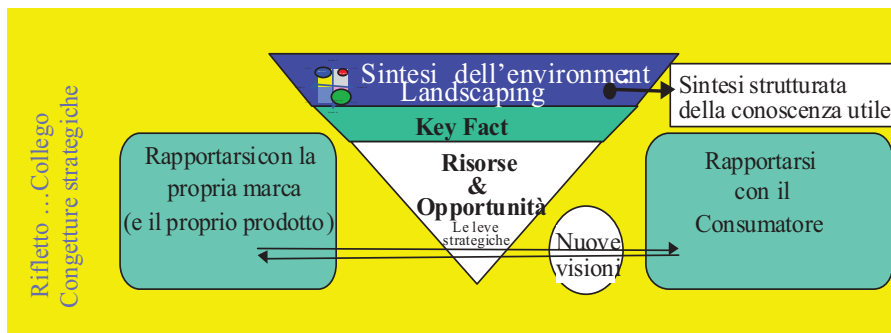 Rifletto …Collego
Congetture strategiche
Sintesi dell'environment:
Landscaping
Sintesi strutturata
della conoscenza utile
Key Fact
Rapportarsicon la
propria marca
(e il proprio prodotto)
Risorse
&
Opportunità
Le leve
strategiche
Nuove
visioni
Rapportarsi
con il
Consumatore